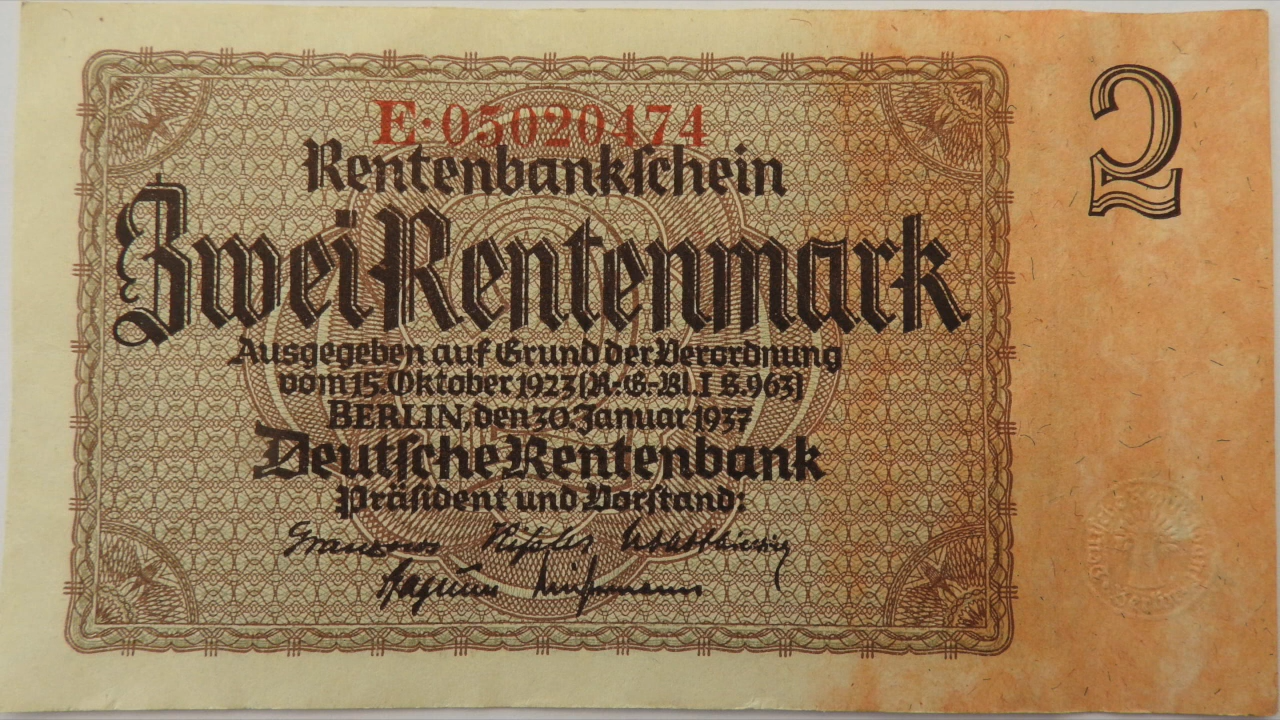 E·05020474
2
Rentenbankſchein
Zwei Rentenmark
Ausgegeben auf Grund der Verordnung
vom 15. Oktober 1923 (R.-G.-Bl. I S. 963)
BERLIN, den 30. Januar 1937
Deutſche Rentenbank
Präſident und Vorſtand: